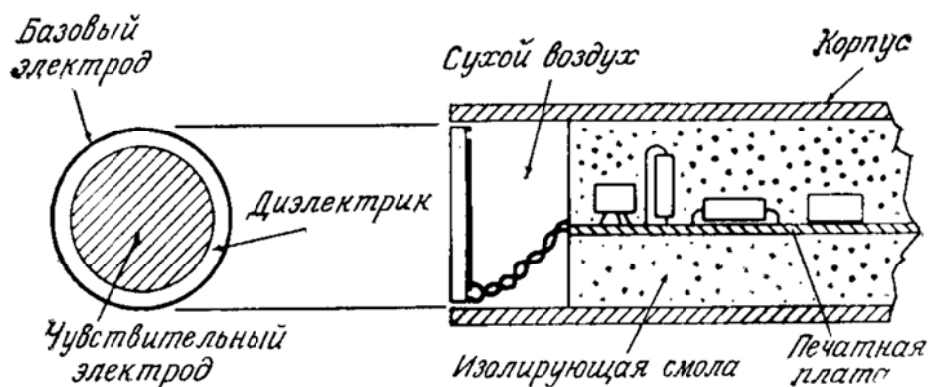 Базовый
электрод
Сухой воздух
Корпус
Диэлектрик
Чувствительный
электрод
Изолирующая смола
Печатная
плата